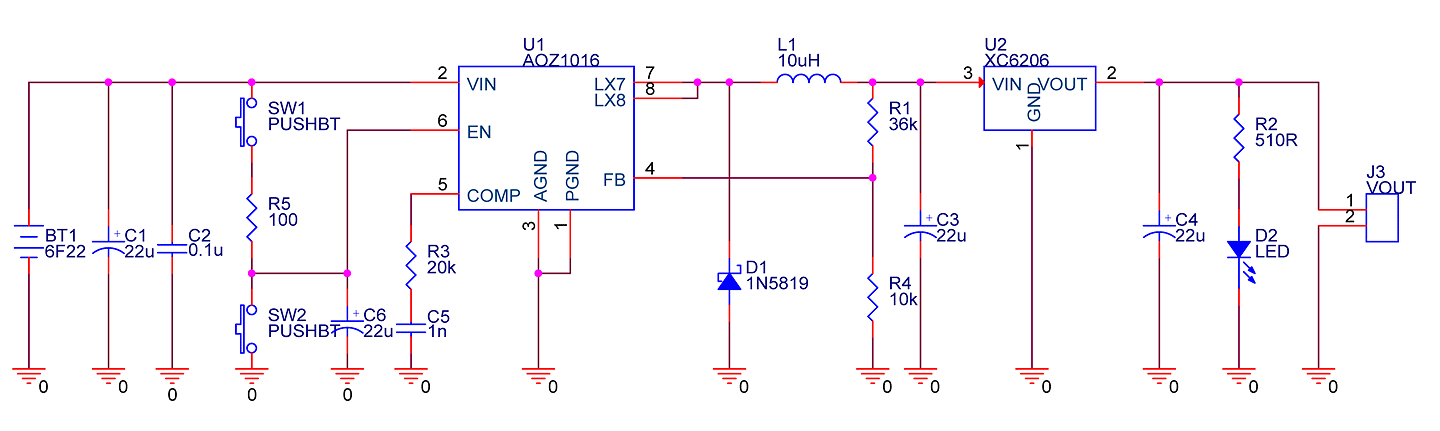 U1
AOZ1016
L1
10uH
U2
XC6206
2
VIN
LX7
7
LX8
8
3
VIN
VOUT
2
GND
1
SW1
PUSHBT
6
EN
R1
36k
R2
510R
5
COMP
AGND
PGND
FB
4
3
1
J3
VOUT
1
2
R5
100
BT1
6F22
C1
22u
C2
0.1u
R3
20k
D1
1N5819
C3
22u
C4
22u
D2
LED
R4
10k
SW2
PUSHBT
C6
22u
C5
1n
+
+
+
+
0
0
0
0
0
0
0
0
0
0
0
0
0
0